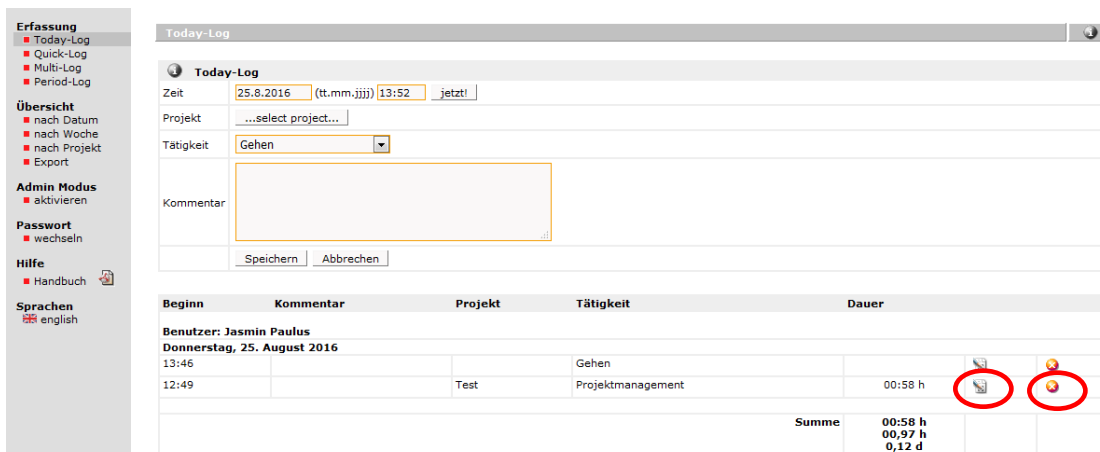 Erfassung
Today-Log
Quick-Log
Multi-Log
Period-Log
Übersicht
nach Datum
nach Woche
nach Projekt
Export
Admin Modus
aktivieren
Passwort
wechseln
Hilfe
Handbuch
Sprachen
english
Today-Log
Today-Log
Zeit 25.8.2016 (tt.mm.jjjj) 13:52 jetzt!
Projekt ...select project...
Tätigkeit Gehen
Kommentar
Speichern Abbrechen
Beginn Kommentar Projekt Tätigkeit Dauer
Benutzer: Jasmin Paulus
Donnerstag, 25. August 2016
13:46 Gehen
12:49 Test Projektmanagement 00:58 h
Summe 00:58 h
00,97 h
0,12 d